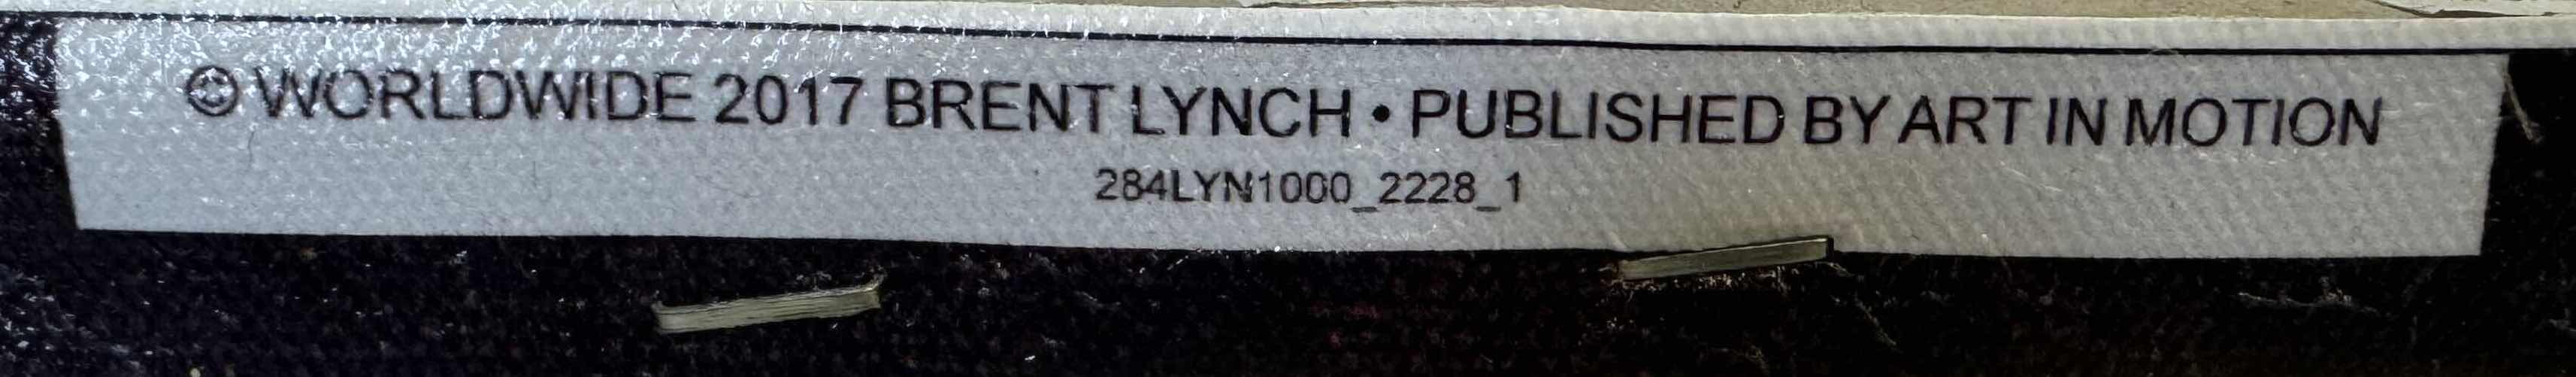 © WORLDWIDE 2017 BRENT LYNCH • PUBLISHED BY ART IN MOTION
284LYN1000_2228_1